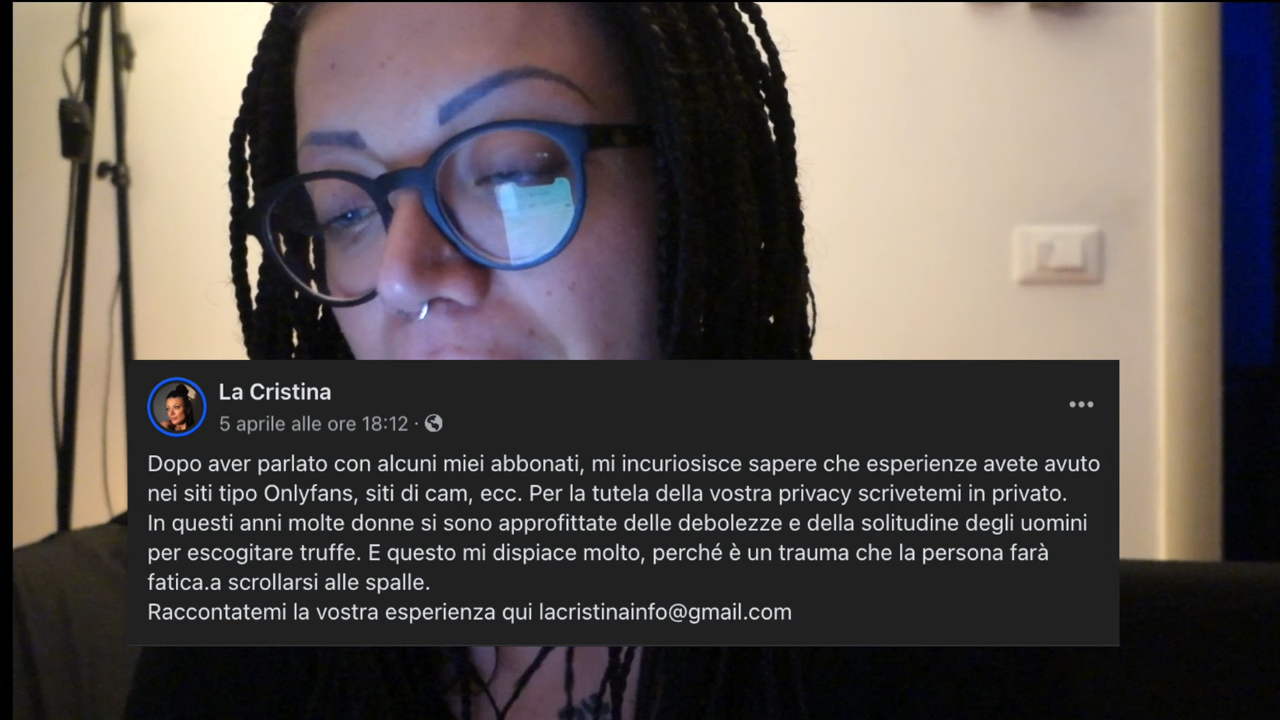 La Cristina
5 aprile alle ore 18:12 ·
Dopo aver parlato con alcuni miei abbonati, mi incuriosisce sapere che esperienze avete avuto
nei siti tipo Onlyfans, siti di cam, ecc. Per la tutela della vostra privacy scrivetemi in privato.
In questi anni molte donne si sono approfittate delle debolezze e della solitudine degli uomini
per escogitare truffe. E questo mi dispiace molto, perché è un trauma che la persona farà
fatica.a scrollarsi alle spalle.
Raccontatemi la vostra esperienza qui lacristinainfo@gmail.com